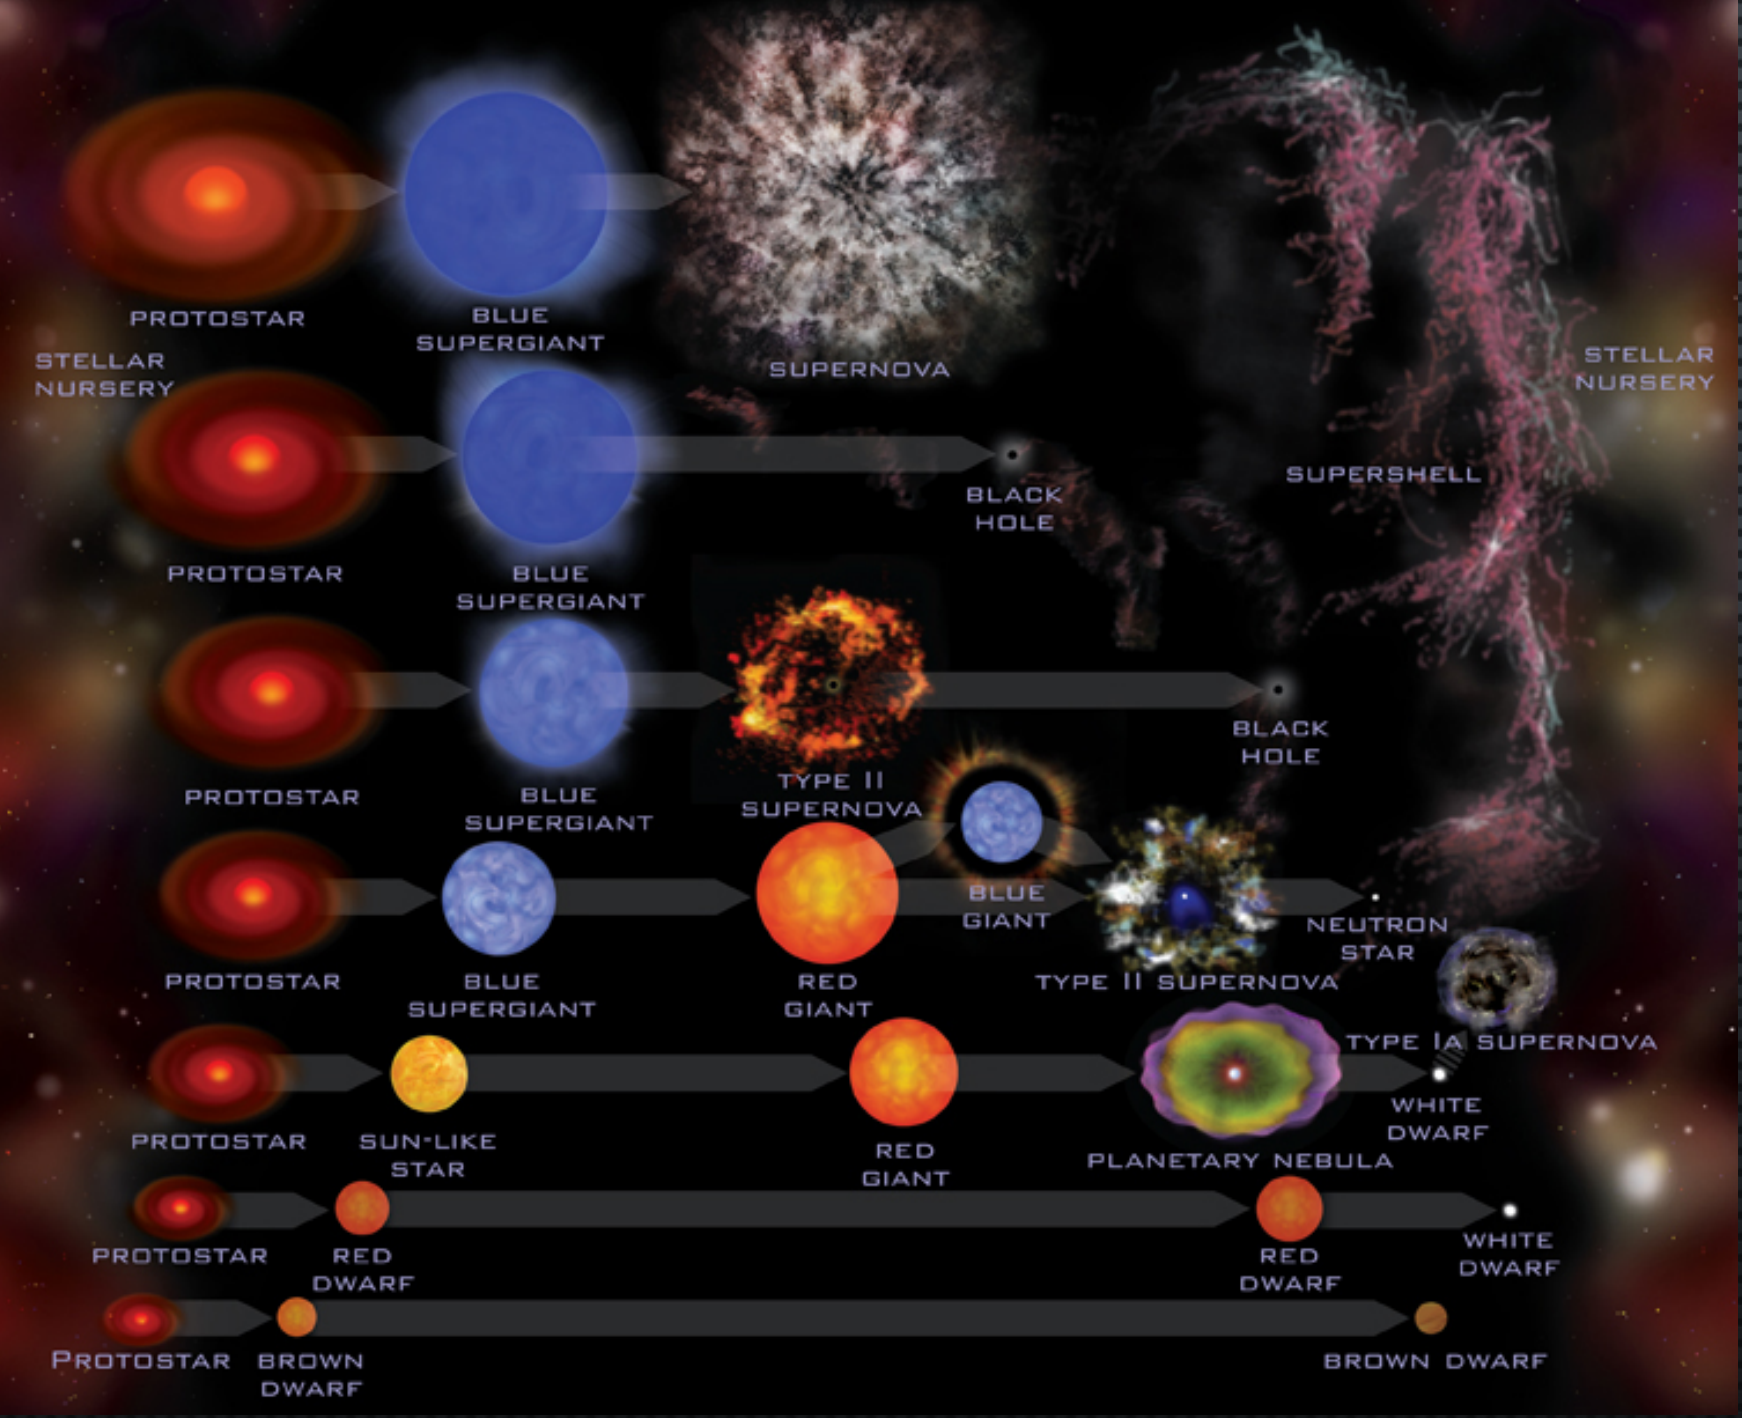 PROTOSTAR
BLUE
SUPERGIANT
SUPERNOVA
STELLAR
NURSERY
STELLAR
NURSERY
PROTOSTAR
BLUE
SUPERGIANT
BLACK
HOLE
SUPERSHELL
PROTOSTAR
BLUE
SUPERGIANT
TYPE II
SUPERNOVA
BLACK
HOLE
PROTOSTAR
BLUE
SUPERGIANT
RED
GIANT
BLUE
GIANT
TYPE II SUPERNOVA
NEUTRON
STAR
PROTOSTAR
SUN-LIKE
STAR
RED
GIANT
PLANETARY NEBULA
TYPE IA SUPERNOVA
WHITE
DWARF
PROTOSTAR
RED
DWARF
RED
DWARF
WHITE
DWARF
PROTOSTAR
BROWN
DWARF
BROWN DWARF